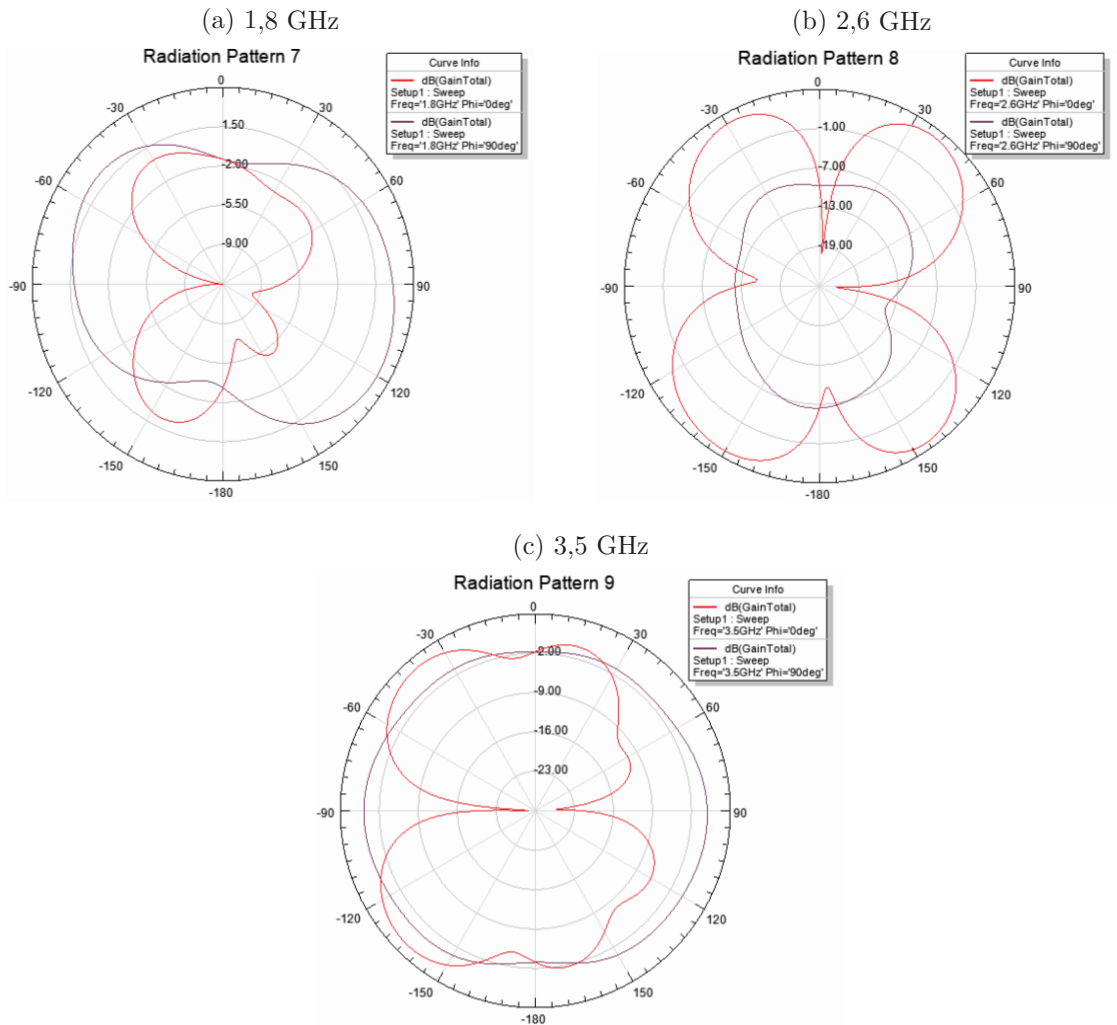 (a) 1,8 GHz
Radiation Pattern 7
Curve Info
dB(GainTotal)
Setup1 : Sweep
Freq='1.8GHz' Phi='0deg'
dB(GainTotal)
Setup1 : Sweep
Freq='1.8GHz' Phi='90deg'
0
-30 30
1.50
-2.00
-60 60
-5.50
-9.00
-90 90
-120 120
-150 150
-180
(b) 2,6 GHz
Radiation Pattern 8
Curve Info
dB(GainTotal)
Setup1 : Sweep
Freq='2.6GHz' Phi='0deg'
dB(GainTotal)
Setup1 : Sweep
Freq='2.6GHz' Phi='90deg'
0
-30 30
-1.00
-7.00
-60 60
-13.00
-19.00
-90 90
-120 120
-150 150
-180
(c) 3,5 GHz
Radiation Pattern 9
Curve Info
dB(GainTotal)
Setup1 : Sweep
Freq='3.5GHz' Phi='0deg'
dB(GainTotal)
Setup1 : Sweep
Freq='3.5GHz' Phi='90deg'
0
-30 30
-2.00
-9.00
-60 60
-16.00
-23.00
-90 90
-120 120
-150 150
-180